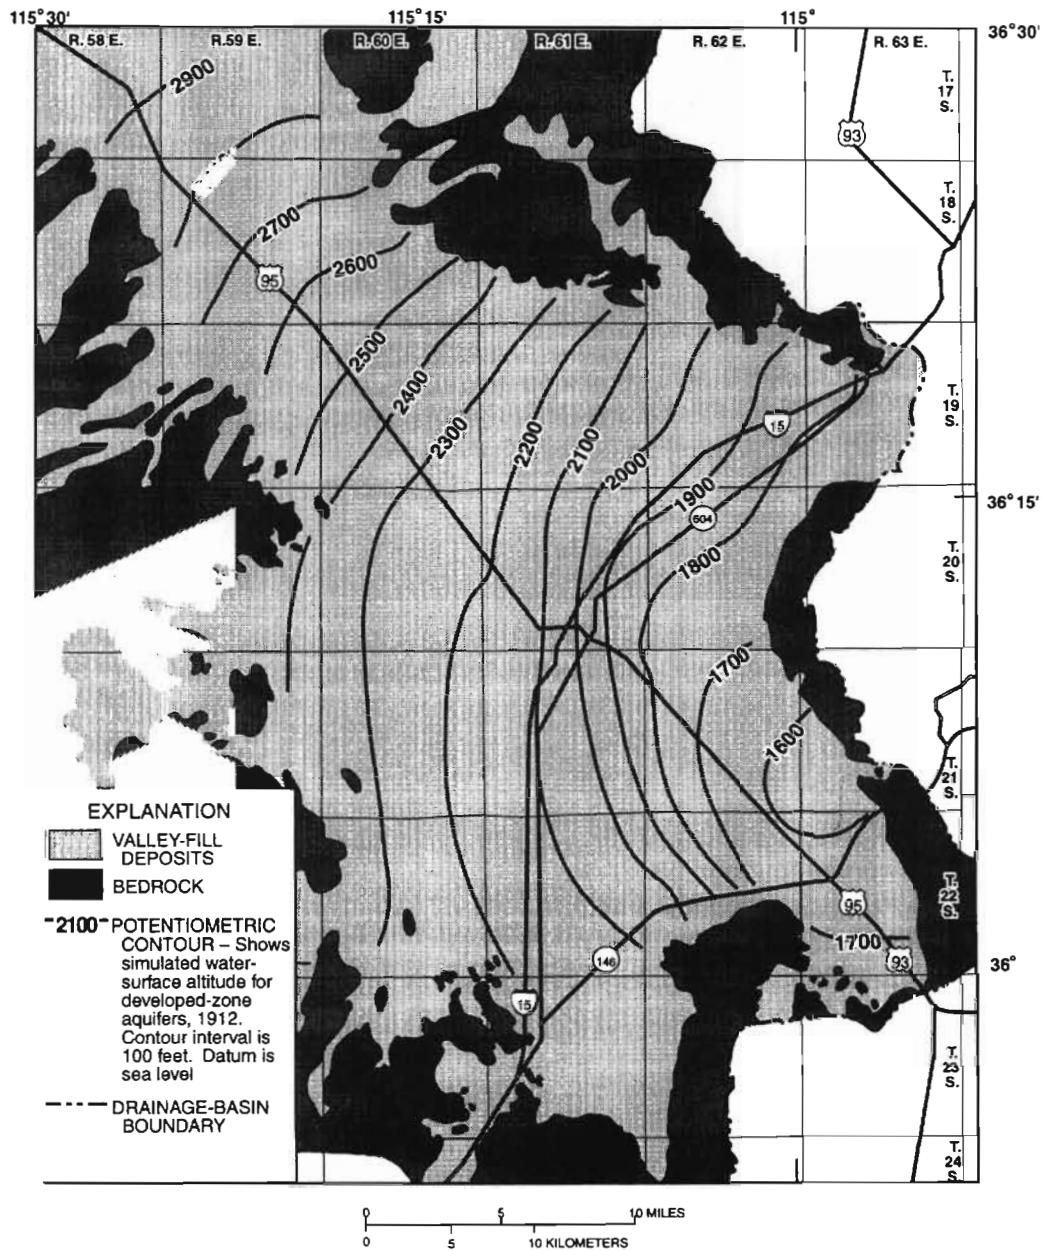 115°30'
115°15'
115°
R. 58 E.
R. 59 E.
R. 60 E.
R. 61 E.
R. 62 E.
R. 63 E.
36°30'
T.
17
S.
2900
93
T.
18
S.
2700
2600
95
2500
2400
2300
2200
2100
2000
1900
1800
15
604
T.
19
S.
36°15'
T.
20
S.
1700
1600
T.
21
S.
EXPLANATION
VALLEY-FILL
DEPOSITS
BEDROCK
2100 POTENTIOMETRIC
CONTOUR – Shows
simulated water-
surface altitude for
developed-zone
aquifers, 1912.
Contour interval is
100 feet. Datum is
sea level
DRAINAGE-BASIN
BOUNDARY
T.
22
S.
95
1700
93
146
15
36°
T.
23
S.
T.
24
S.
0 5 10 MILES
0 5 10 KILOMETERS